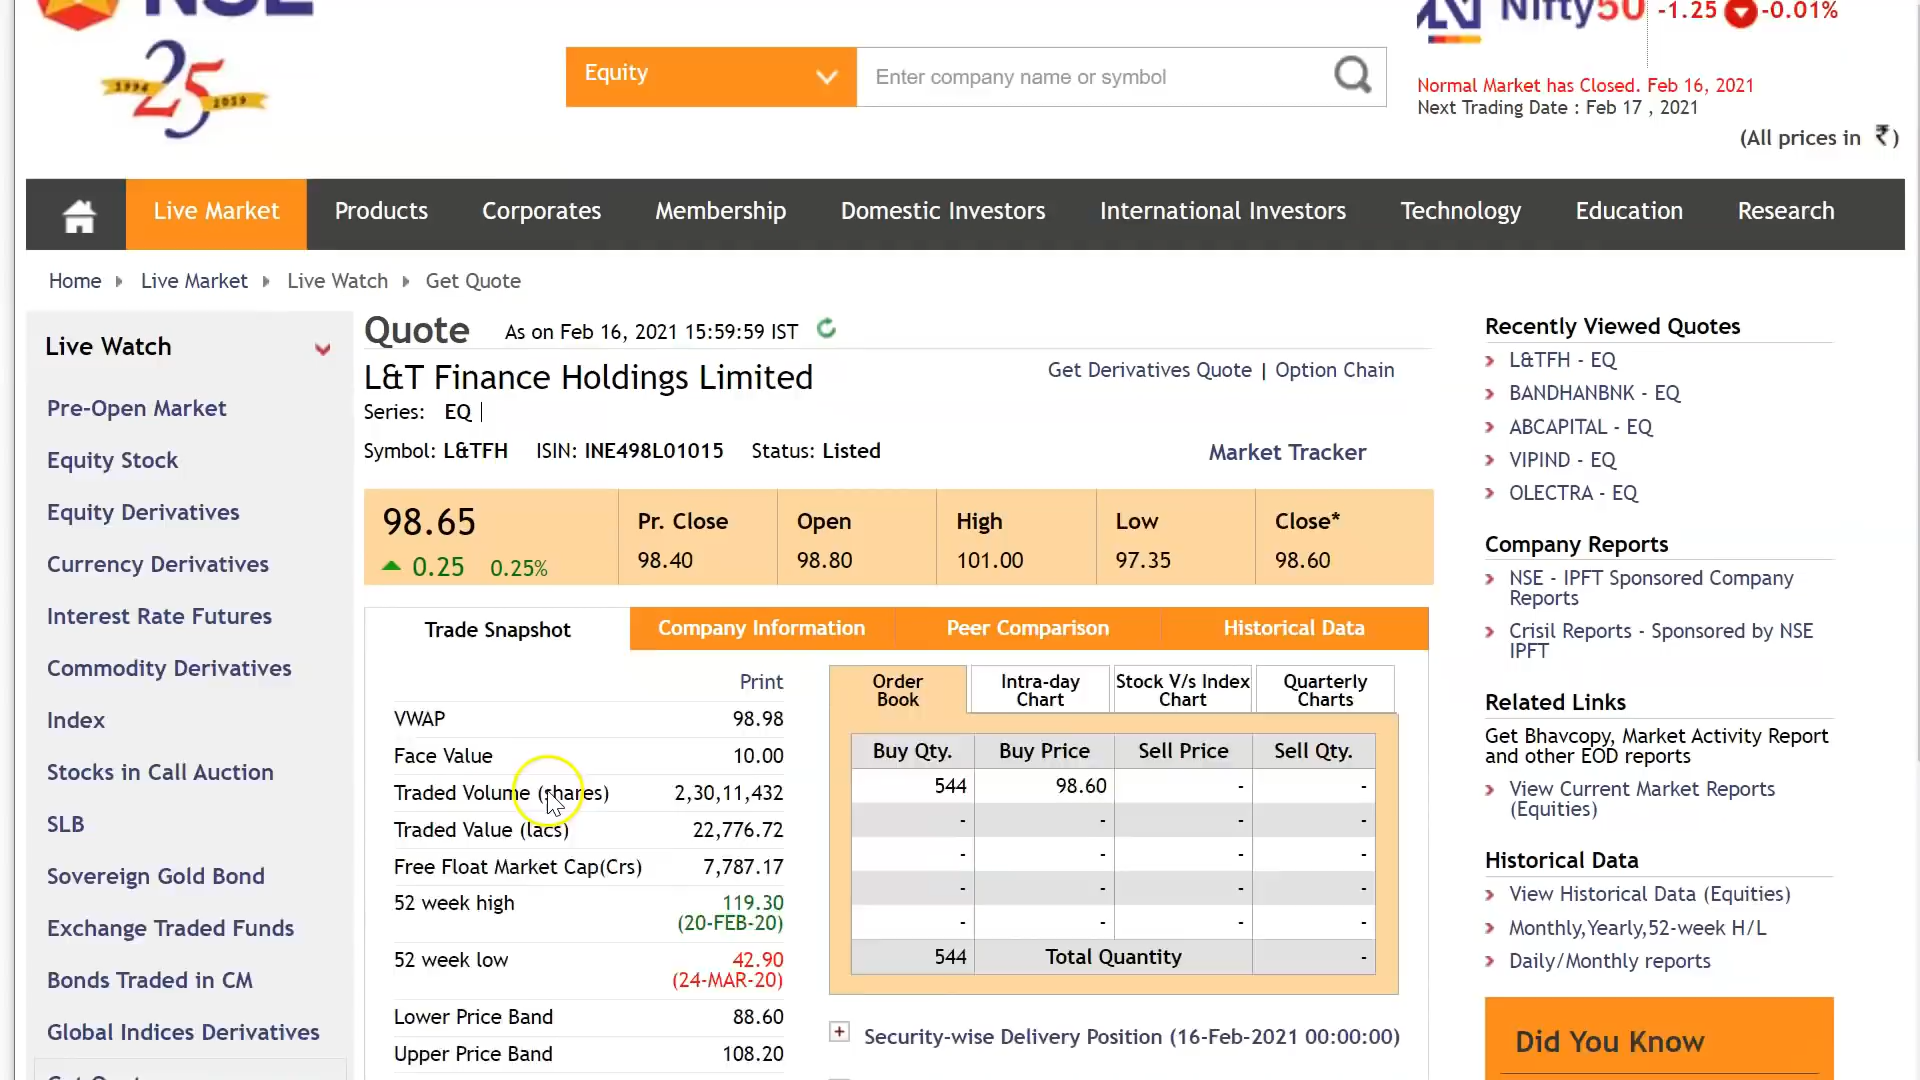 NSE
Nifty50
-1.25 -0.01%
1994 25 2019
Equity
Enter company name or symbol
Normal Market has Closed. Feb 16, 2021
Next Trading Date : Feb 17 , 2021
(All prices in ₹)
Live Market Products Corporates Membership Domestic Investors International Investors Technology Education Research
Home Live Market Live Watch Get Quote
Live Watch
Pre-Open Market
Equity Stock
Equity Derivatives
Currency Derivatives
Interest Rate Futures
Commodity Derivatives
Index
Stocks in Call Auction
SLB
Sovereign Gold Bond
Exchange Traded Funds
Bonds Traded in CM
Global Indices Derivatives
Quote As on Feb 16, 2021 15:59:59 IST
L&T Finance Holdings Limited
Get Derivatives Quote | Option Chain
Series: EQ |
Symbol: L&TFH ISIN: INE498L01015 Status: Listed
Market Tracker
98.65 Pr. Close Open High Low Close*
0.25 0.25% 98.40 98.80 101.00 97.35 98.60
Trade Snapshot Company Information Peer Comparison Historical Data
Print
VWAP 98.98
Face Value 10.00
Traded Volume (shares) 2,30,11,432
Traded Value (lacs) 22,776.72
Free Float Market Cap(Crs) 7,787.17
52 week high 119.30
(20-FEB-20)
52 week low 42.90
(24-MAR-20)
Lower Price Band 88.60
Upper Price Band 108.20
Order Intra-day Stock V/s Index Quarterly
Book Chart Chart Charts
Buy Qty. Buy Price Sell Price Sell Qty.
544 98.60 - -
- - - -
- - - -
- - - -
- - - -
544 Total Quantity -
+ Security-wise Delivery Position (16-Feb-2021 00:00:00)
Recently Viewed Quotes
L&TFH - EQ
BANDHANBNK - EQ
ABCAPITAL - EQ
VIPIND - EQ
OLECTRA - EQ
Company Reports
NSE - IPFT Sponsored Company
Reports
Crisil Reports - Sponsored by NSE
IPFT
Related Links
Get Bhavcopy, Market Activity Report
and other EOD reports
View Current Market Reports
(Equities)
Historical Data
View Historical Data (Equities)
Monthly,Yearly,52-week H/L
Daily/Monthly reports
Did You Know